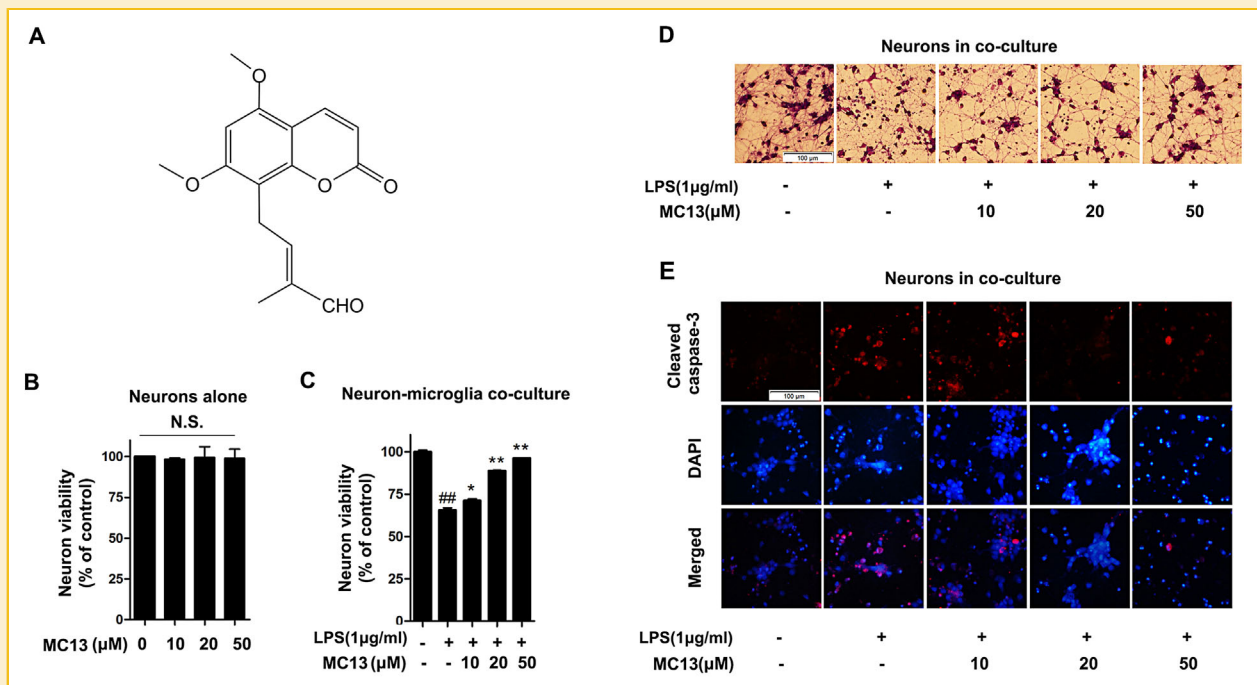 A
O
O
O
O
CHO
B
Neurons alone
N.S.
Neuron viability
(% of control)
100
75
50
25
0
MC13 (µM) 0 10 20 50
C
Neuron-microglia co-culture
Neuron viability
(% of control)
100
75
50
25
0
##
*
**
**
LPS(1µg/ml) - + + + +
MC13 (µM) - - 10 20 50
D
Neurons in co-culture
100 µm
LPS(1µg/ml) - + + + +
MC13(µM) - - 10 20 50
E
Neurons in co-culture
Cleaved
caspase-3
100 µm
DAPI
Merged
LPS(1µg/ml) - + + + +
MC13(µM) - - 10 20 50